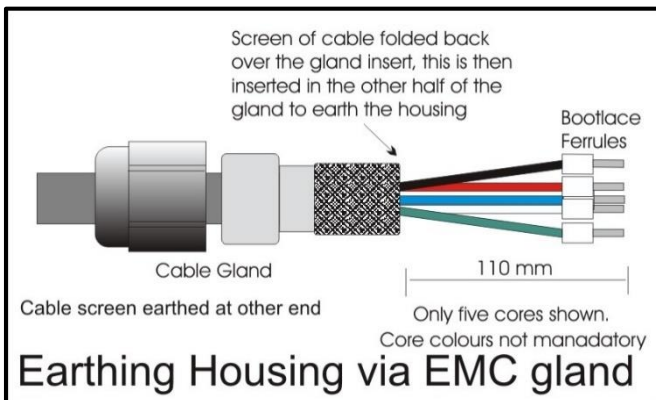 Screen of cable folded back
over the gland insert, this is then
inserted in the other half of the
gland to earth the housing
Bootlace
Ferrules
Cable Gland
110 mm
Cable screen earthed at other end
Only five cores shown.
Core colours not manadatory
Earthing Housing via EMC gland